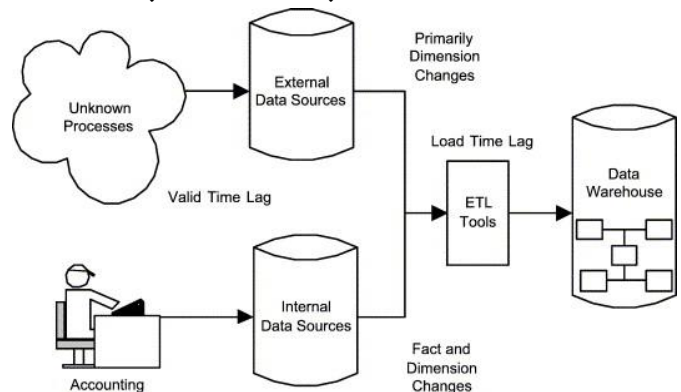 Primarily
Dimension
Changes
External
Data Sources
Unknown
Processes
Load Time Lag
Data
Warehouse
Valid Time Lag
ETL
Tools
Internal
Data Sources
Fact and
Dimension
Changes
Accounting